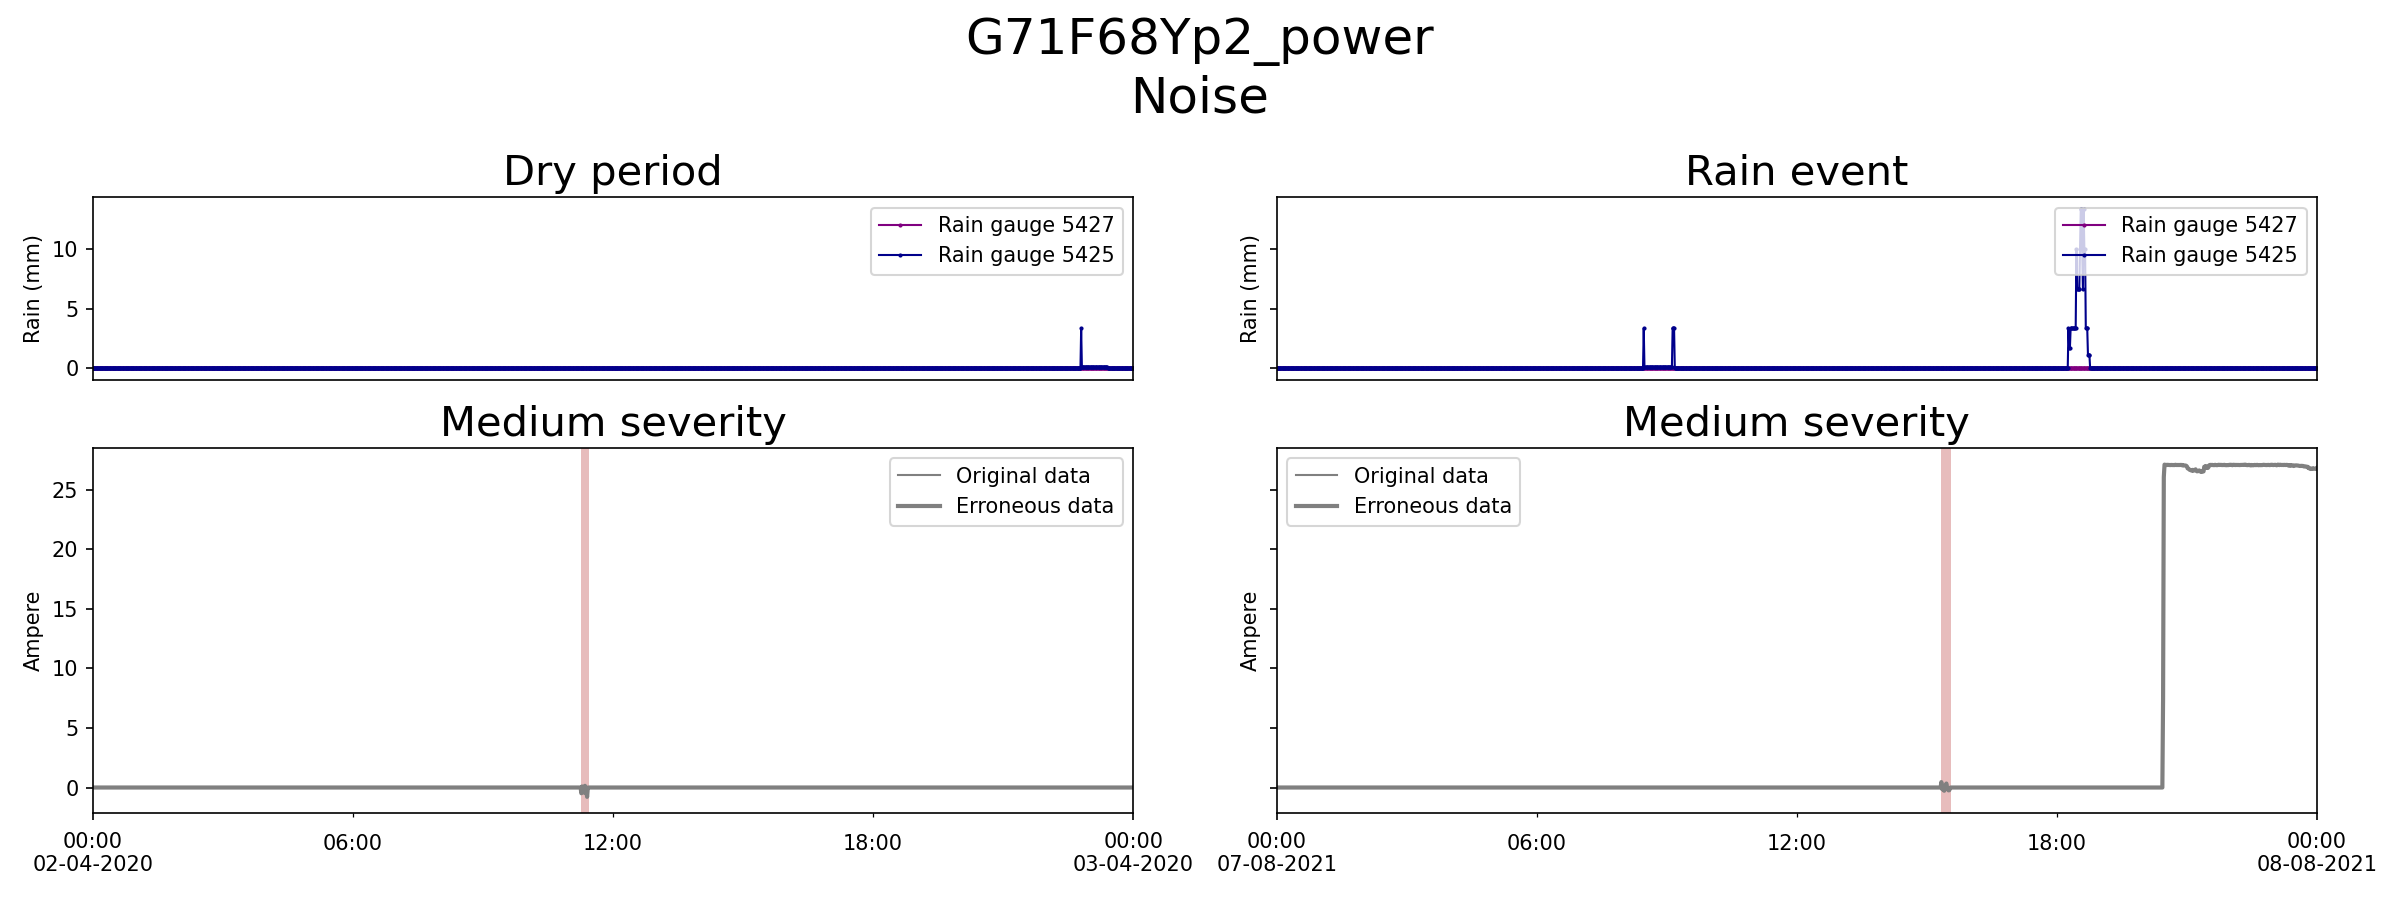 G71F68Yp2_power
Noise
Dry period
Rain (mm)
10
5
0
Rain gauge 5427
Rain gauge 5425
Rain event
Rain (mm)
Rain gauge 5427
Rain gauge 5425
Medium severity
Ampere
25
20
15
10
5
0
Original data
Erroneous data
00:00
02-04-2020
06:00
12:00
18:00
00:00
03-04-2020
Medium severity
Ampere
Original data
Erroneous data
00:00
07-08-2021
06:00
12:00
18:00
00:00
08-08-2021